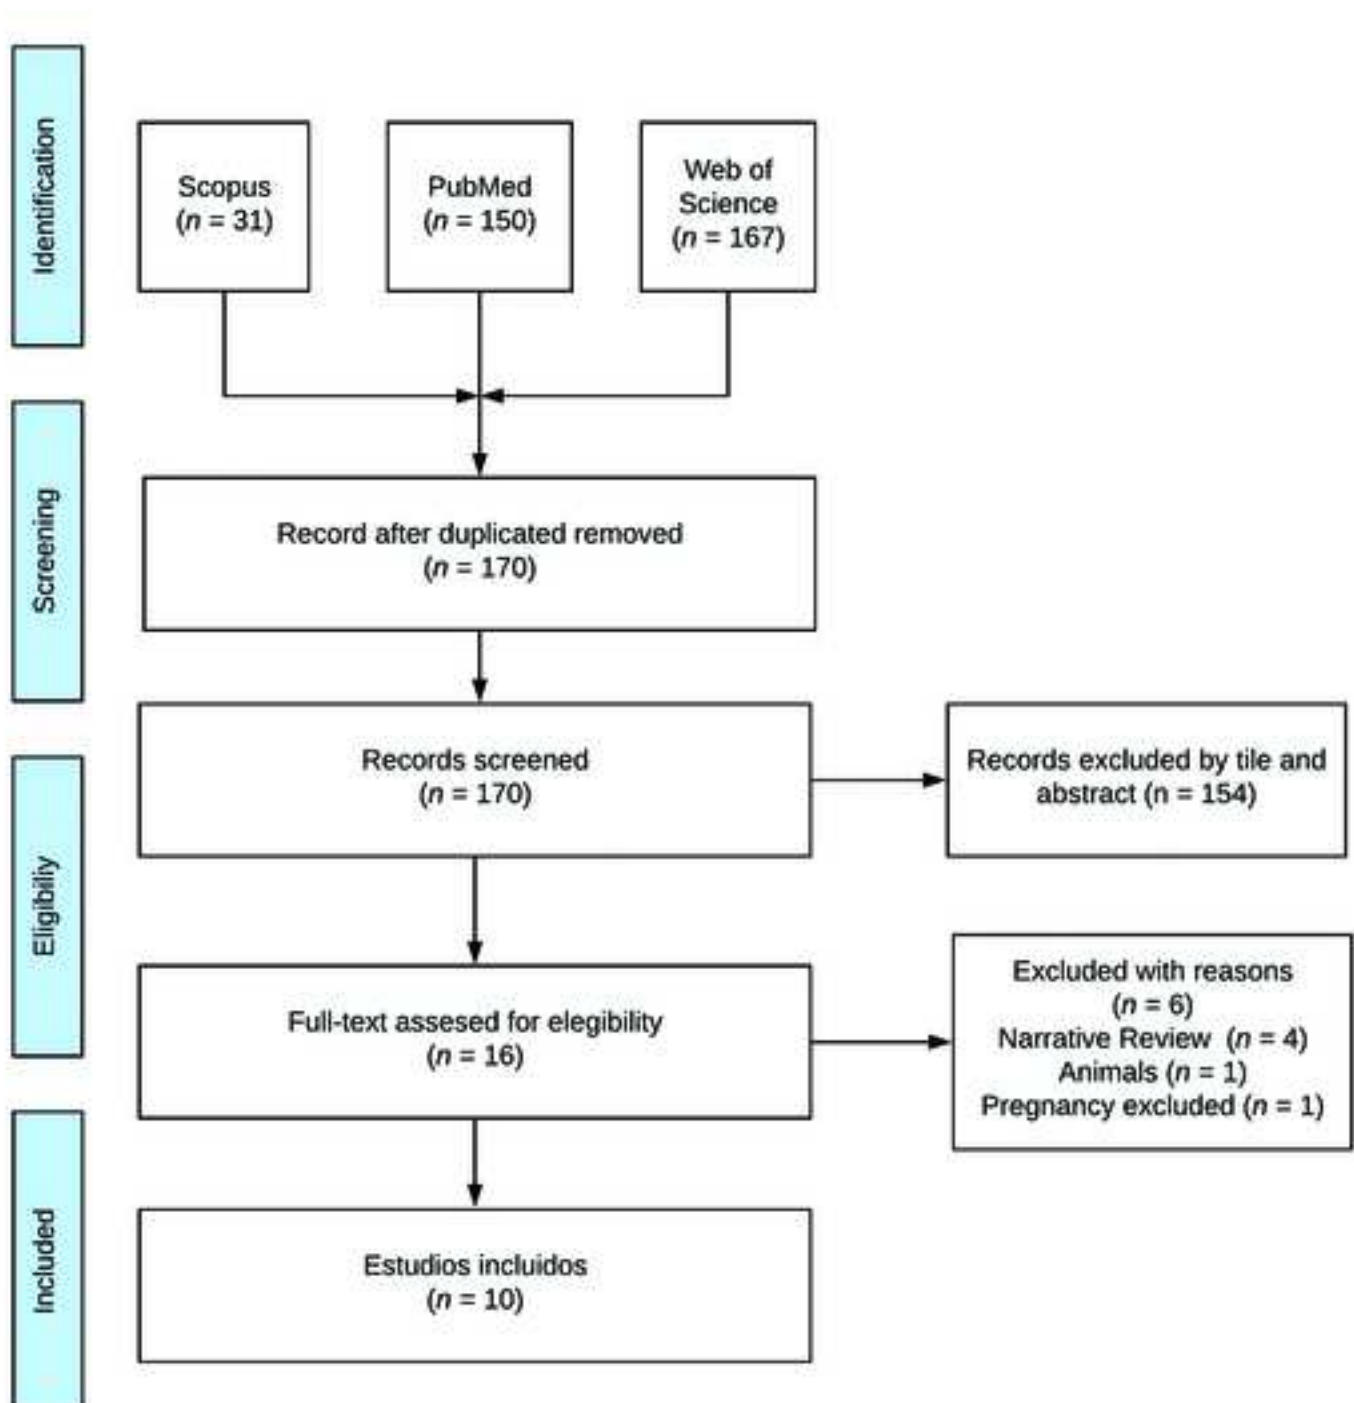 Identification
Scopus
(n = 31)
PubMed
(n = 150)
Web of
Science
(n = 167)
Screening
Record after duplicated removed
(n = 170)
Records screened
(n = 170)
Records excluded by tile and
abstract (n = 154)
Eligibiliy
Full-text assesed for elegibility
(n = 16)
Excluded with reasons
(n = 6)
Narrative Review (n = 4)
Animals (n = 1)
Pregnancy excluded (n = 1)
Included
Estudios incluidos
(n = 10)